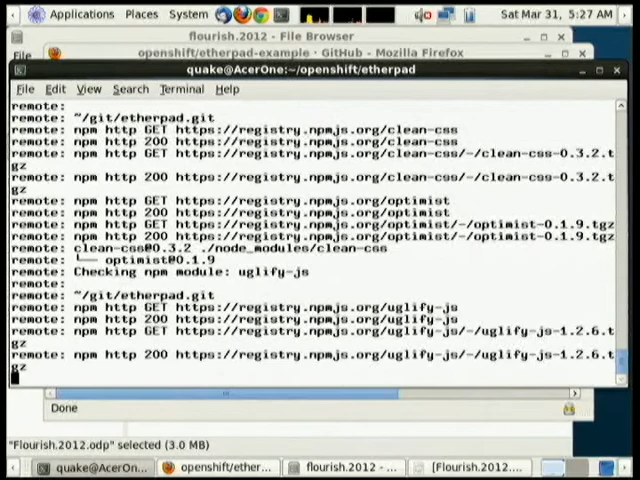 Applications Places System Sat Mar 31, 5:27 AM
flourish.2012 - File Browser
File
openshift/etherpad-example · GitHub - Mozilla Firefox
quake@AcerOne:~/openshift/etherpad
File Edit View Search Terminal Help
remote:
remote: ~/git/etherpad.git
remote: npm http GET https://registry.npmjs.org/clean-css
remote: npm http 200 https://registry.npmjs.org/clean-css
remote: npm http GET https://registry.npmjs.org/clean-css/-/clean-css-0.3.2.t
gz
remote: npm http 200 https://registry.npmjs.org/clean-css/-/clean-css-0.3.2.t
gz
remote: npm http GET https://registry.npmjs.org/optimist
remote: npm http 200 https://registry.npmjs.org/optimist
remote: npm http GET https://registry.npmjs.org/optimist/-/optimist-0.1.9.tgz
remote: npm http 200 https://registry.npmjs.org/optimist/-/optimist-0.1.9.tgz
remote: clean-css@0.3.2 ./node_modules/clean-css
remote: └── optimist@0.1.9
remote: Checking npm module: uglify-js
remote:
remote: ~/git/etherpad.git
remote: npm http GET https://registry.npmjs.org/uglify-js
remote: npm http 200 https://registry.npmjs.org/uglify-js
remote: npm http GET https://registry.npmjs.org/uglify-js/-/uglify-js-1.2.6.t
gz
remote: npm http 200 https://registry.npmjs.org/uglify-js/-/uglify-js-1.2.6.t
gz
Done
"Flourish.2012.odp" selected (3.0 MB)
quake@AcerOn... openshift/ether... flourish.2012 - ... [Flourish.2012....